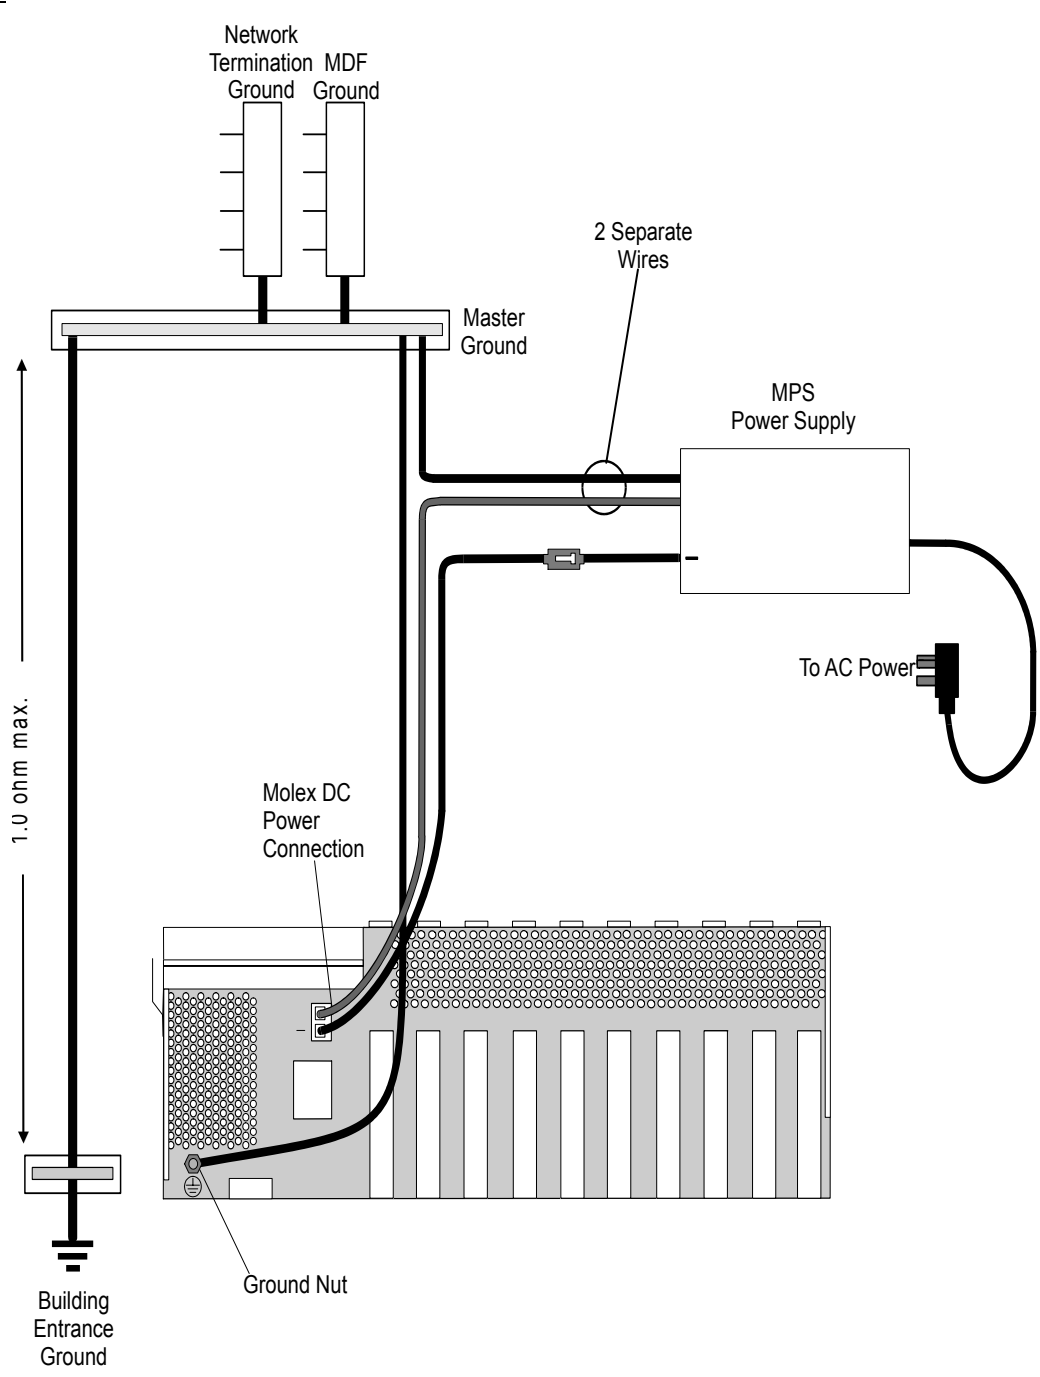 Network
Termination
Ground
MDF
Ground
2 Separate
Wires
Master
Ground
MPS
Power Supply
To AC Power
1.0 ohm max.
Molex DC
Power
Connection
Ground Nut
Building
Entrance
Ground